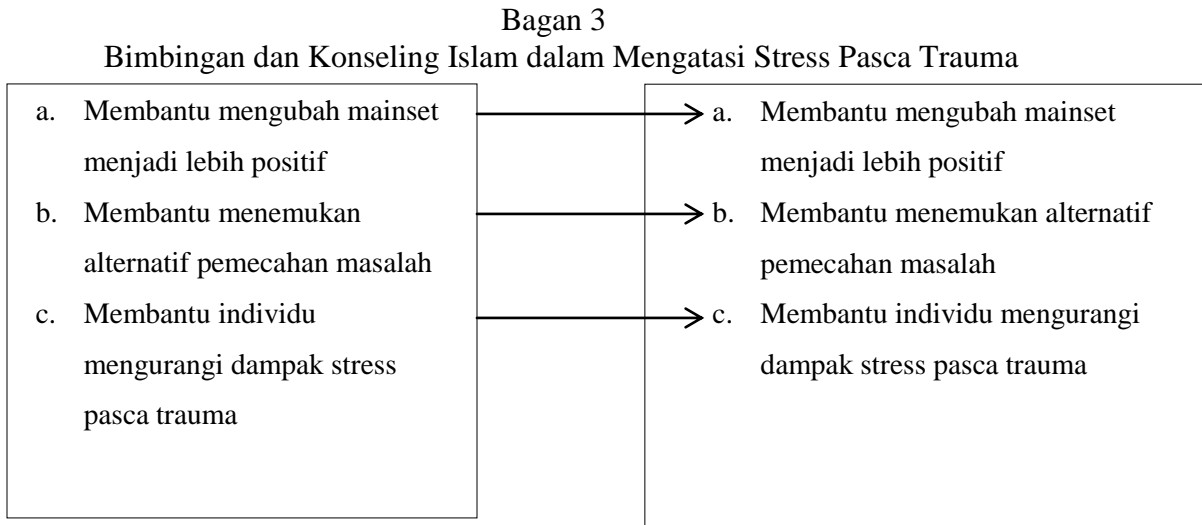 Bagan 3
Bimbingan dan Konseling Islam dalam Mengatasi Stress Pasca Trauma
a. Membantu mengubah mainset
menjadi lebih positif
b. Membantu menemukan
alternatif pemecahan masalah
c. Membantu individu
mengurangi dampak stress
pasca trauma
a. Membantu mengubah mainset
menjadi lebih positif
b. Membantu menemukan alternatif
pemecahan masalah
c. Membantu individu mengurangi
dampak stress pasca trauma